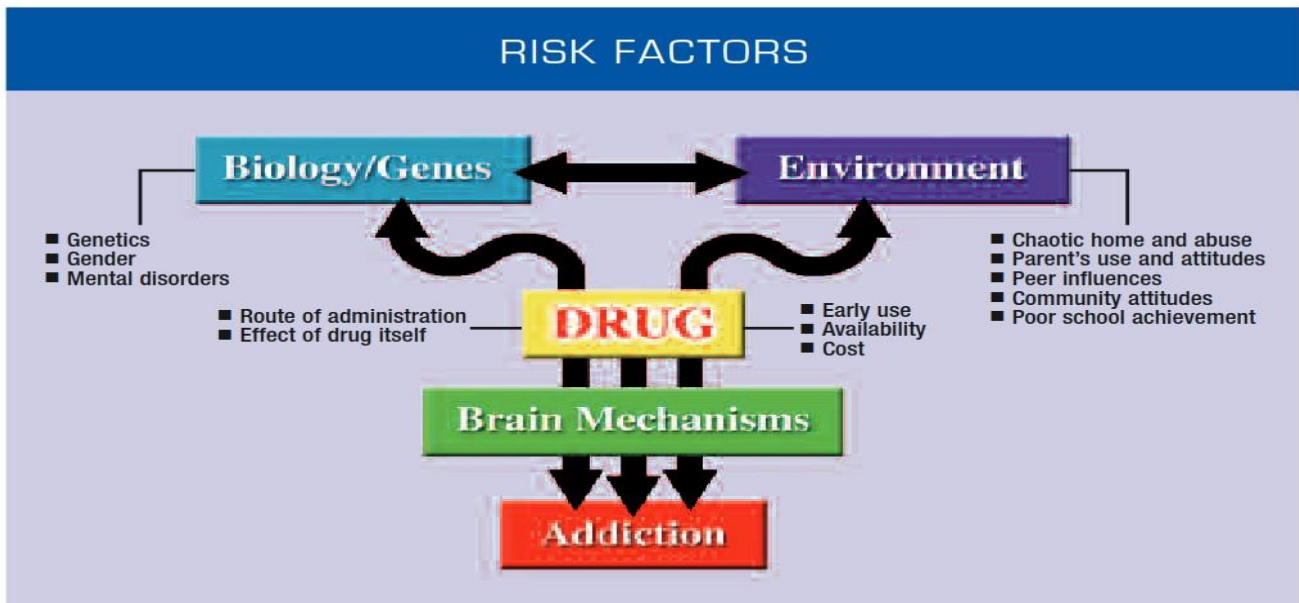 RISK FACTORS
Biology/Genes
Environment
■ Genetics
■ Gender
■ Mental disorders
■ Chaotic home and abuse
■ Parent's use and attitudes
■ Peer influences
■ Community attitudes
■ Poor school achievement
■ Route of administration
■ Effect of drug itself
DRUG
■ Early use
■ Availability
■ Cost
Brain Mechanisms
Addiction